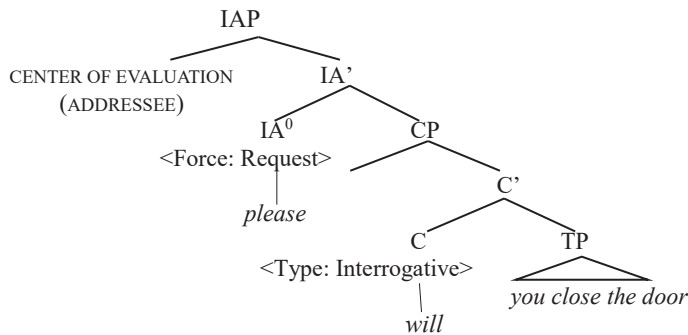 IAP
CENTER OF EVALUATION
(ADDRESSEE)
IA’
IA⁰
CP
<Force: Request>
C’
please
C
TP
<Type: Interrogative>
you close the door
will